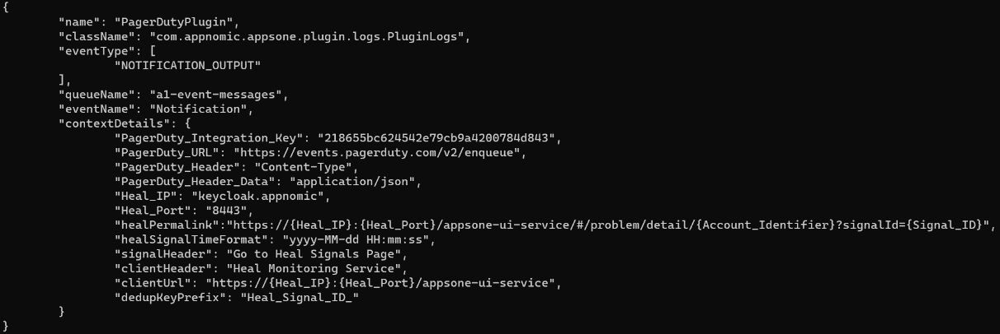 {
"name": "PagerDutyPlugin",
"className": "com.appnomic.appsone.plugin.logs.PluginLogs",
"eventType": [
"NOTIFICATION_OUTPUT"
],
"queueName": "a1-event-messages",
"eventName": "Notification",
"contextDetails": {
"PagerDuty_Integration_Key": "218655bc624542e79cb9a4200784d843",
"PagerDuty_URL": "https://events.pagerduty.com/v2/enqueue",
"PagerDuty_Header": "Content-Type",
"PagerDuty_Header_Data": "application/json",
"Heal_IP": "keycloak.appnomic",
"Heal_Port": "8443",
"healPermalink":"https://{Heal_IP}:{Heal_Port}/appsone-ui-service/#/problem/detail/{Account_Identifier}?signalId={Signal_ID}",
"healSignalTimeFormat": "yyyy-MM-dd HH:mm:ss",
"signalHeader": "Go to Heal Signals Page",
"clientHeader": "Heal Monitoring Service",
"clientUrl": "https://{Heal_IP}:{Heal_Port}/appsone-ui-service",
"dedupKeyPrefix": "Heal_Signal_ID_"
}
}